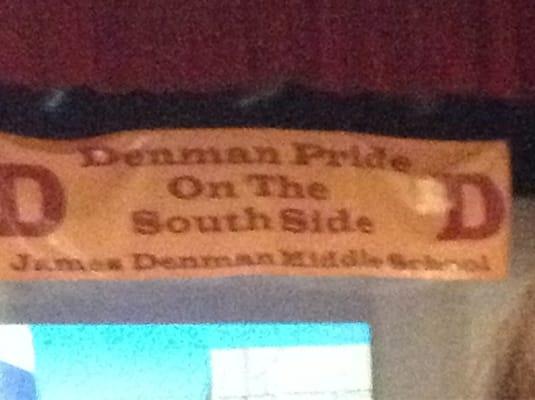 D Denman Pride D
On The
South Side
James Denman Middle School